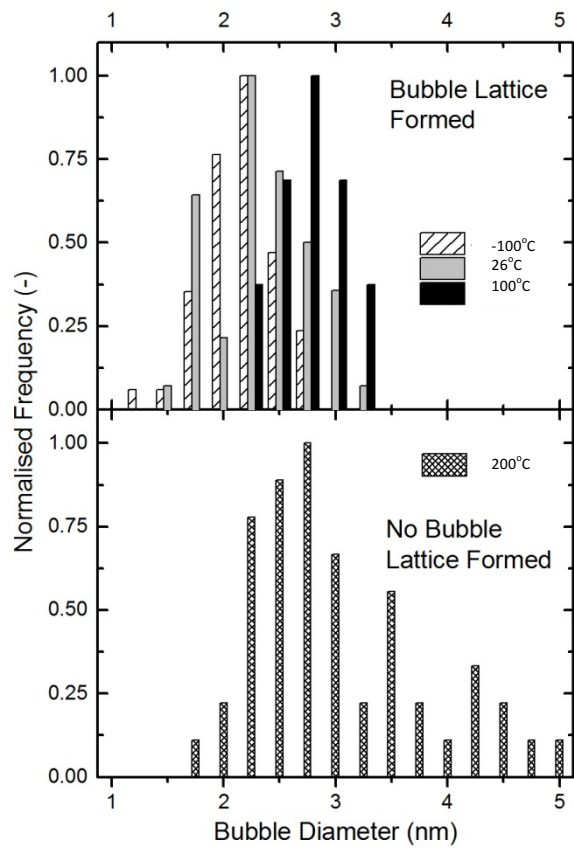 1 2 3 4 5
1.00
0.75
0.50
0.25
0.00
Bubble Lattice
Formed
-100°C
26°C
100°C
Normalised Frequency (-)
1.00
0.75
0.50
0.25
0.00
200°C
No Bubble
Lattice Formed
1 2 3 4 5
Bubble Diameter (nm)